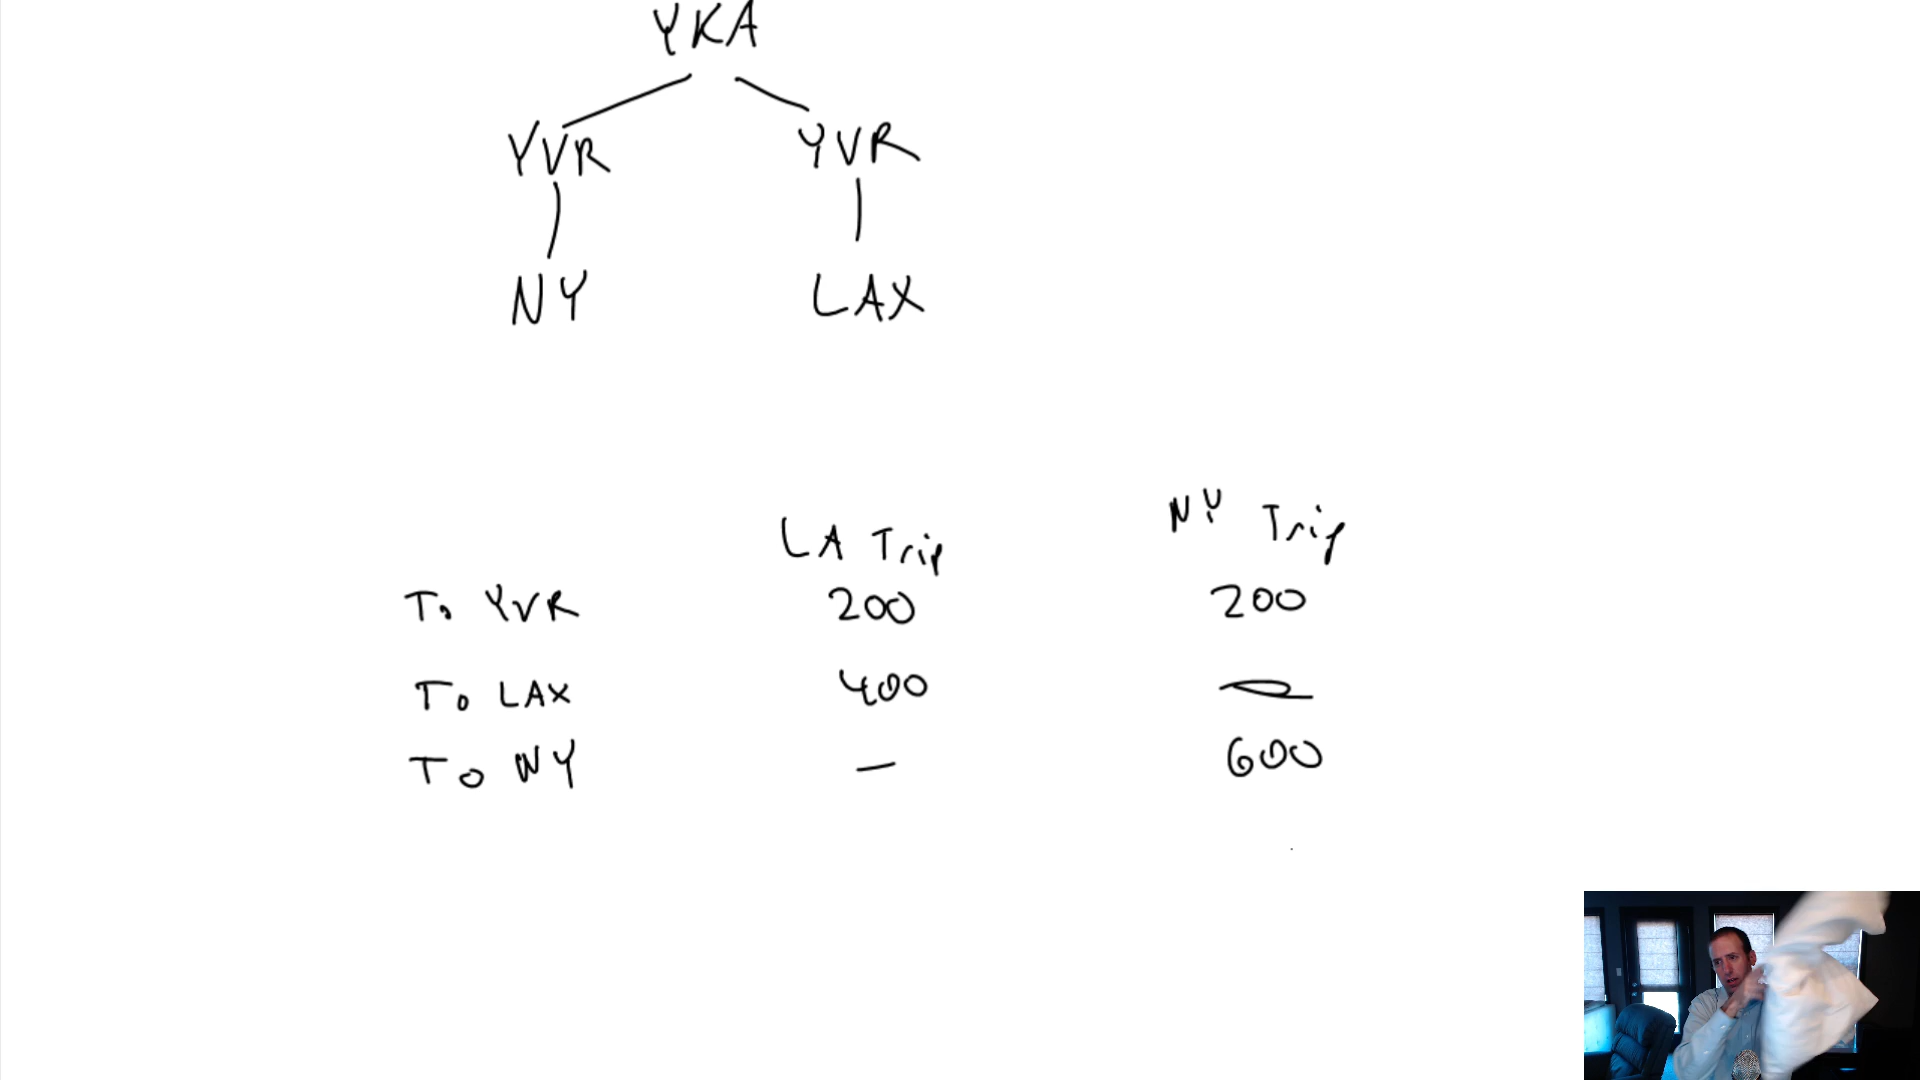 YKA
YVR YVR
NY LAX
LA Trip NY Trip
To YVR 200 200
To LAX 400 —
To NY — 600